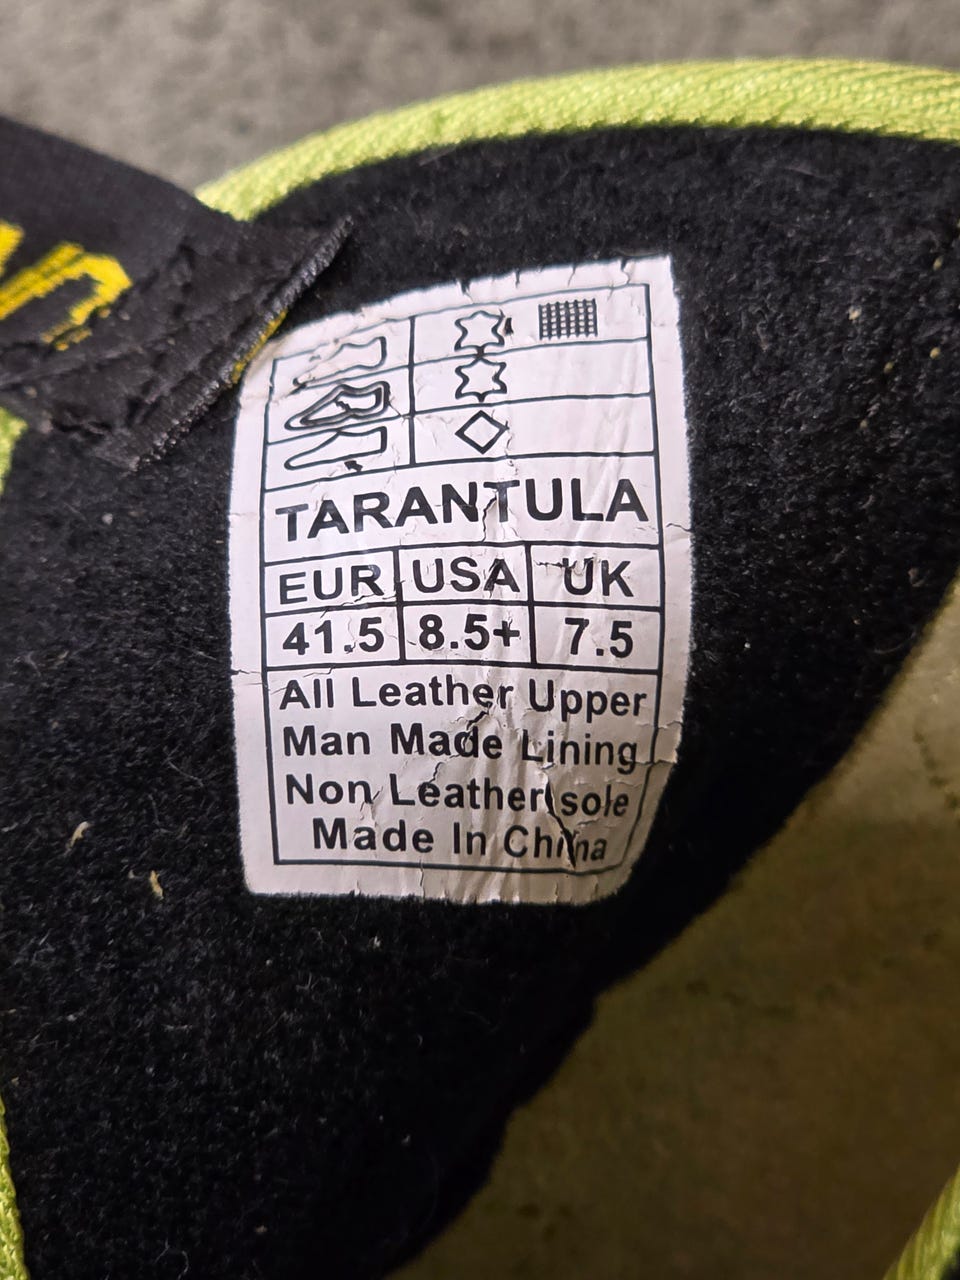 TARANTULA
EUR USA UK
41.5 8.5+ 7.5
All Leather Upper
Man Made Lining
Non Leather sole
Made In China